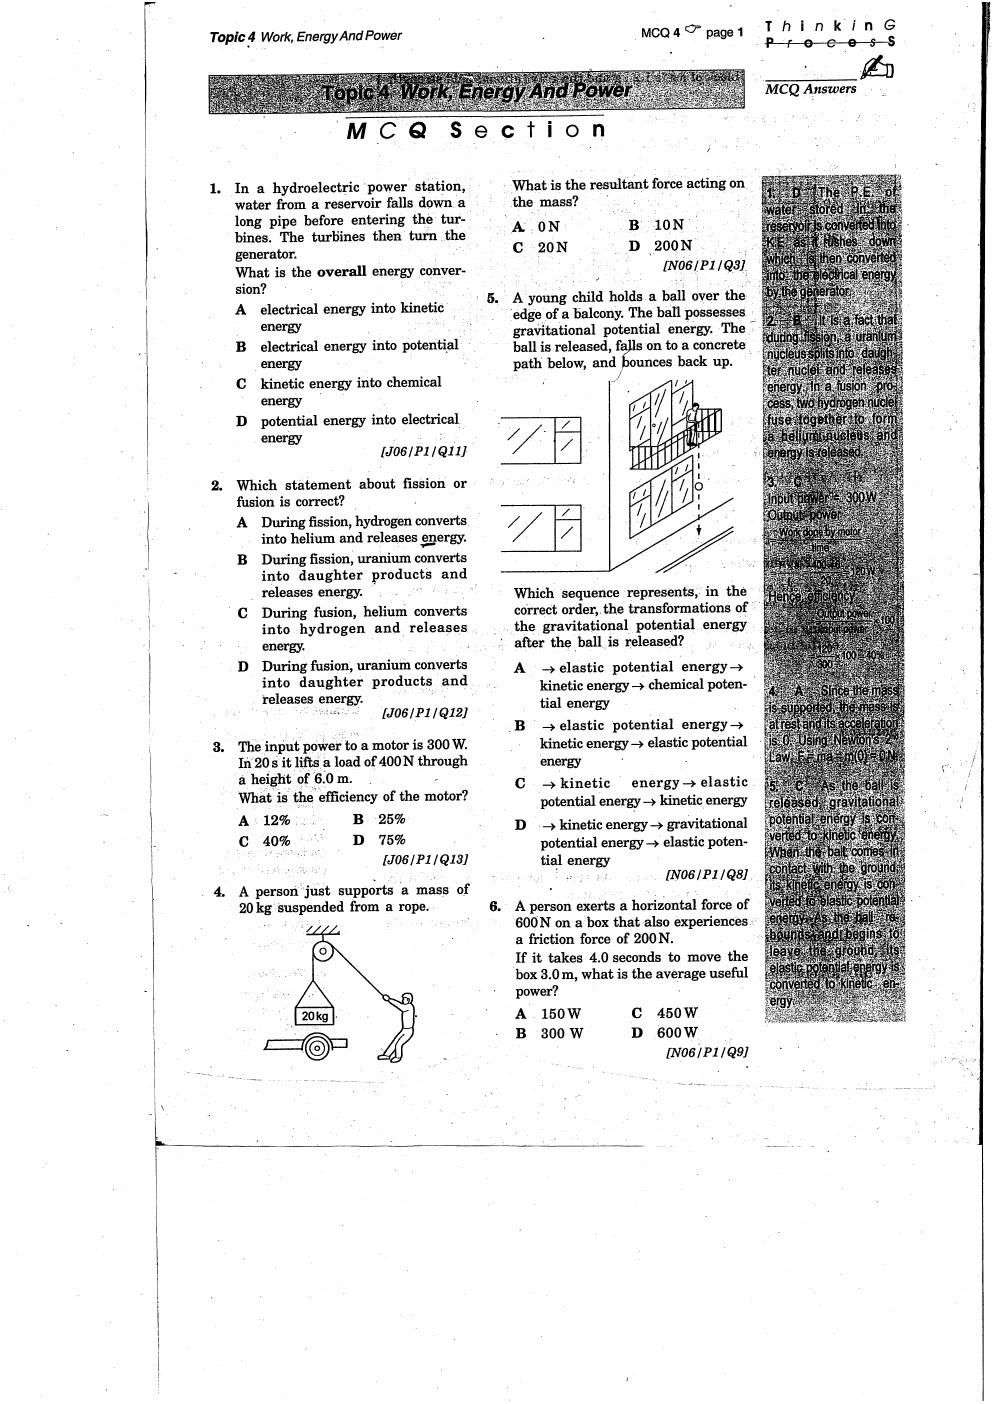 Topic 4 Work, Energy And Power
MCQ 4 ☞ page 1
ThinkinG
ProcesS
MCQ Answers
Topic 4 Work, Energy And Power
MCQ Section
1. In a hydroelectric power station,
water from a reservoir falls down a
long pipe before entering the tur-
bines. The turbines then turn the
generator.
What is the overall energy conver-
sion?
A electrical energy into kinetic
energy
B electrical energy into potential
energy
C kinetic energy into chemical
energy
D potential energy into electrical
energy
[J06/P1/Q11]
2. Which statement about fission or
fusion is correct?
A During fission, hydrogen converts
into helium and releases energy.
B During fission, uranium converts
into daughter products and
releases energy.
C During fusion, helium converts
into hydrogen and releases
energy.
D During fusion, uranium converts
into daughter products and
releases energy.
[J06/P1/Q12]
3. The input power to a motor is 300 W.
In 20 s it lifts a load of 400 N through
a height of 6.0 m.
What is the efficiency of the motor?
A 12% B 25%
C 40% D 75%
[J06/P1/Q13]
4. A person just supports a mass of
20 kg suspended from a rope.
20 kg
What is the resultant force acting on
the mass?
A 0 N B 10 N
C 20 N D 200 N
[N06/P1/Q3]
5. A young child holds a ball over the
edge of a balcony. The ball possesses
gravitational potential energy. The
ball is released, falls on to a concrete
path below, and bounces back up.
Which sequence represents, in the
correct order, the transformations of
the gravitational potential energy
after the ball is released?
A → elastic potential energy →
kinetic energy → chemical poten-
tial energy
B → elastic potential energy →
kinetic energy → elastic potential
energy
C → kinetic energy → elastic
potential energy → kinetic energy
D → kinetic energy → gravitational
potential energy → elastic poten-
tial energy
[N06/P1/Q8]
6. A person exerts a horizontal force of
600 N on a box that also experiences
a friction force of 200 N.
If it takes 4.0 seconds to move the
box 3.0 m, what is the average useful
power?
A 150 W C 450 W
B 300 W D 600 W
[N06/P1/Q9]
1. D The P.E. of
water stored in the
reservoir is converted into
K.E. as it rushes down
which is then converted
into the electrical energy
by the generator.
2. B It is a fact that
during fission, a uranium
nucleus splits into daugh-
ter nuclei and releases
energy. In a fusion pro-
cess, two hydrogen nuclei
fuse together to form
a helium nucleus and
energy is released.
3. C
Input power = 300 W
Output power
Work done by motor
time
20
Hence, efficiency
Output power
× 100
120
300
× 100 = 40%
4. A Since the mass
is supported, the mass is
at rest and its acceleration
is 0. Using Newton's 2nd
Law, F = ma = m(0) = 0 N
5. C As the ball is
released, gravitational
potential energy is con-
verted to kinetic energy.
When the ball comes in
contact with the ground,
its kinetic energy is con-
verted to elastic potential
energy. As the ball re-
bounds and begins to
leave the ground, its
elastic potential energy is
converted to kinetic en-
ergy.